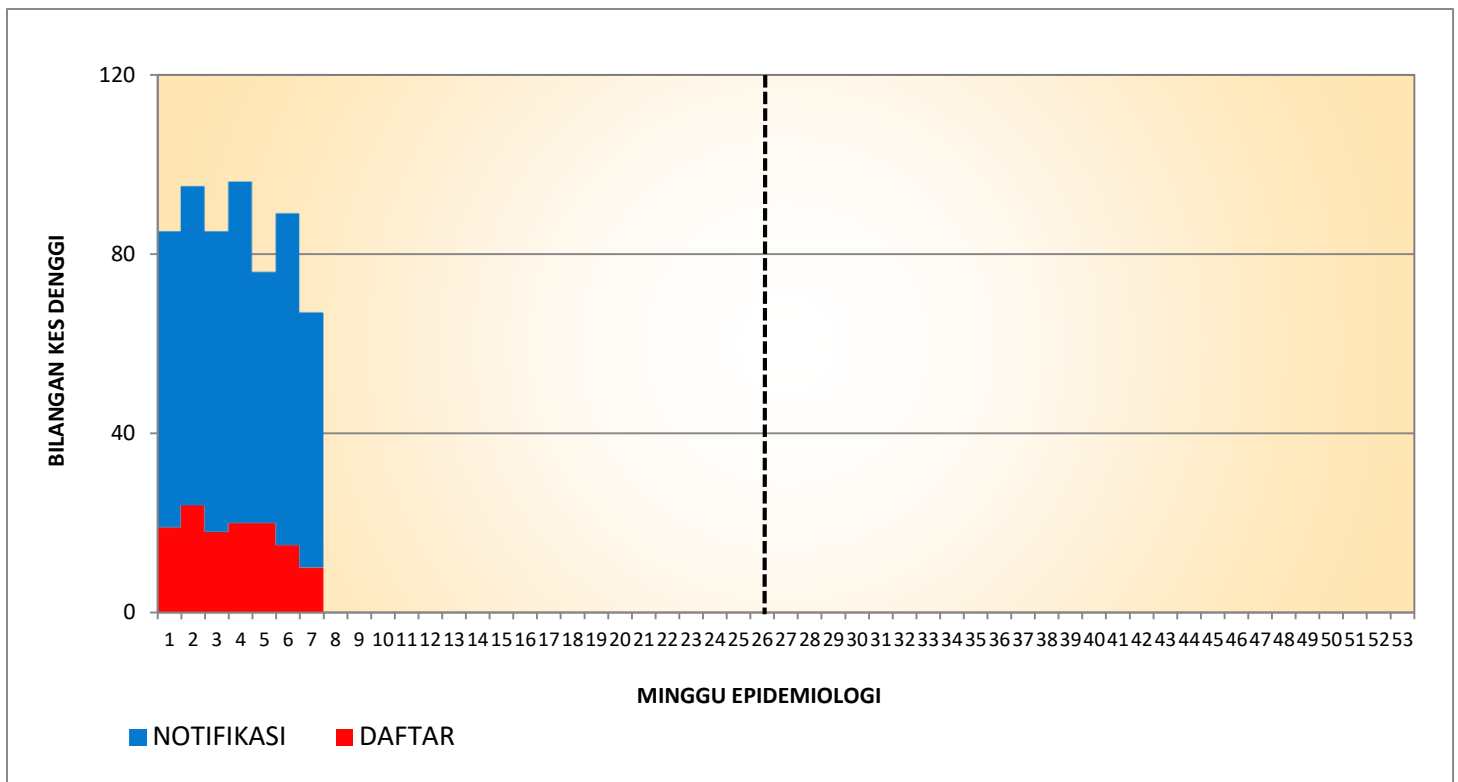 120
80
40
0
BILANGAN KES DENGGI
1 2 3 4 5 6 7 8 9 10 11 12 13 14 15 16 17 18 19 20 21 22 23 24 25 26 27 28 29 30 31 32 33 34 35 36 37 38 39 40 41 42 43 44 45 46 47 48 49 50 51 52 53
MINGGU EPIDEMIOLOGI
NOTIFIKASI DAFTAR